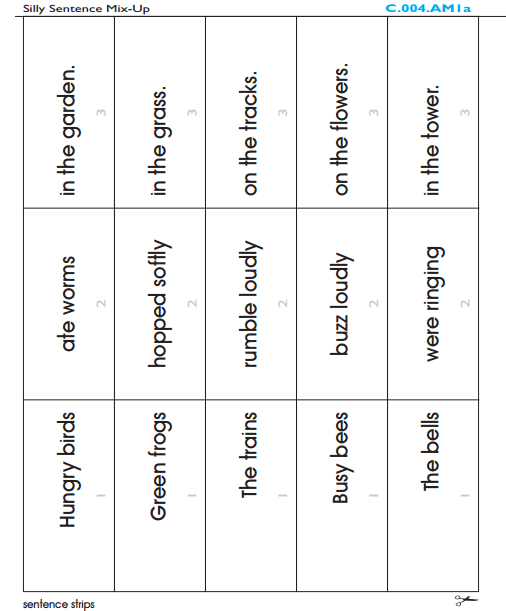 Silly Sentence Mix-Up
C.004.AM1a
Hungry birds
1
ate worms
2
in the garden.
3
Green frogs
1
hopped softly
2
in the grass.
3
The trains
1
rumble loudly
2
on the tracks.
3
Busy bees
1
buzz loudly
2
on the flowers.
3
The bells
1
were ringing
2
in the tower.
3
sentence strips